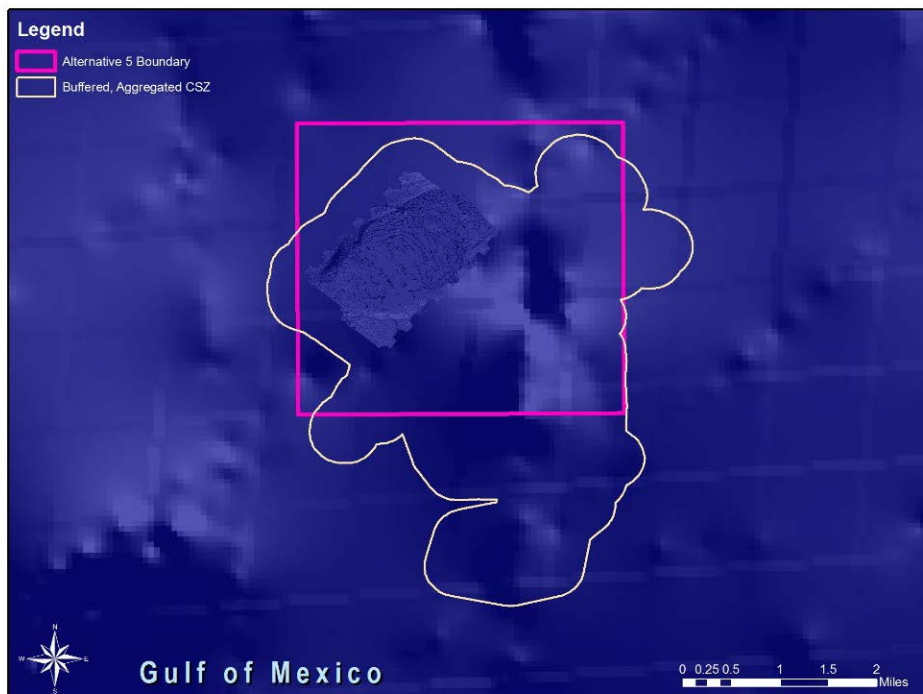 Legend
Alternative 5 Boundary
Buffered, Aggregated CSZ
N
W E
S
Gulf of Mexico
0 0.25 0.5 1 1.5 2
Miles